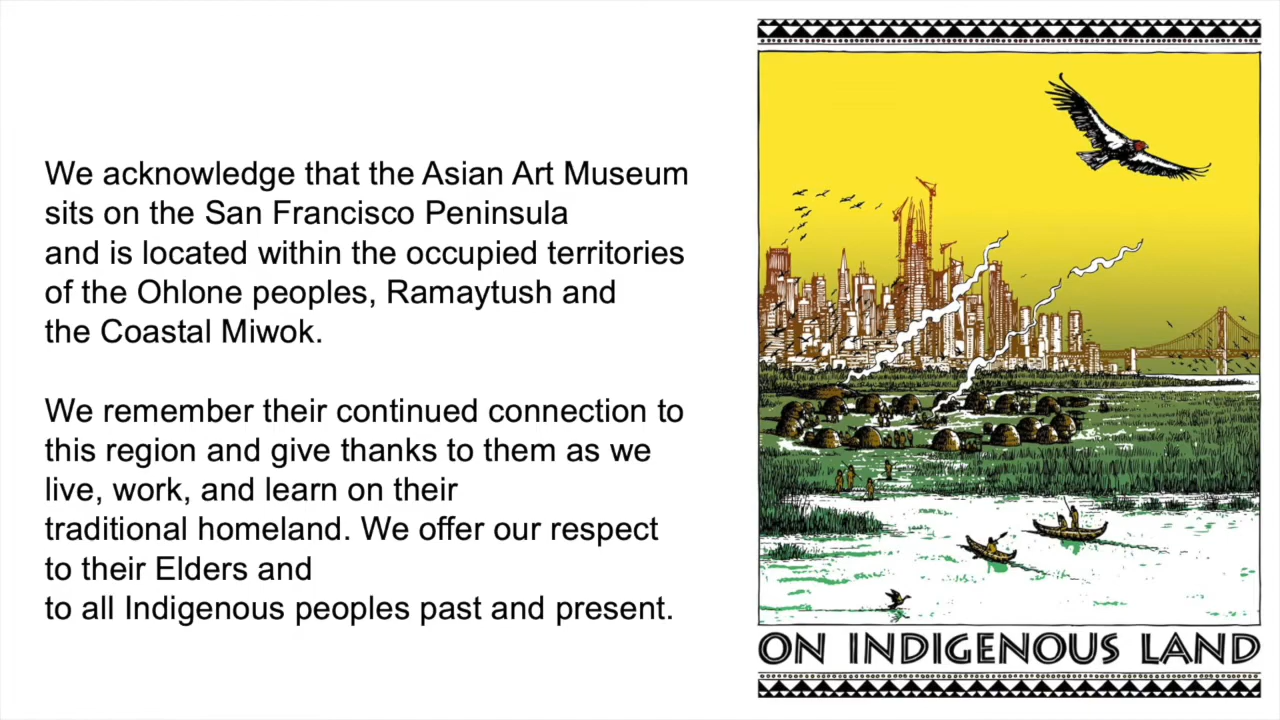 We acknowledge that the Asian Art Museum
sits on the San Francisco Peninsula
and is located within the occupied territories
of the Ohlone peoples, Ramaytush and
the Coastal Miwok.
We remember their continued connection to
this region and give thanks to them as we
live, work, and learn on their
traditional homeland. We offer our respect
to their Elders and
to all Indigenous peoples past and present.
ON INDIGENOUS LAND